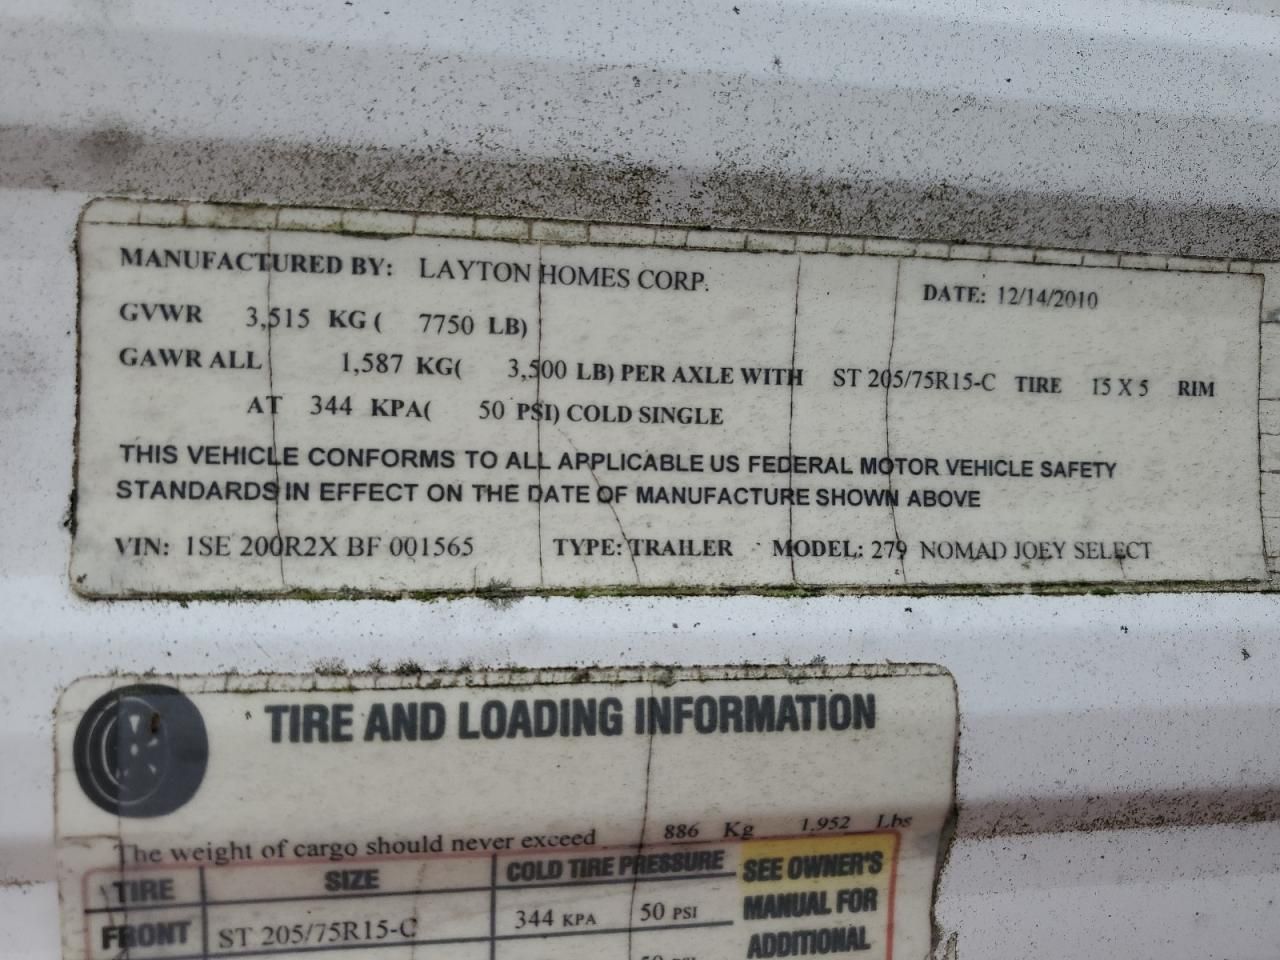 MANUFACTURED BY: LAYTON HOMES CORP. DATE: 12/14/2010
GVWR 3,515 KG ( 7750 LB)
GAWR ALL 1,587 KG( 3,500 LB) PER AXLE WITH ST 205/75R15-C TIRE 15 X 5 RIM
AT 344 KPA( 50 PSI) COLD SINGLE
THIS VEHICLE CONFORMS TO ALL APPLICABLE US FEDERAL MOTOR VEHICLE SAFETY
STANDARDS IN EFFECT ON THE DATE OF MANUFACTURE SHOWN ABOVE
VIN: 1SE 200R2X BF 001565 TYPE: TRAILER MODEL: 279 NOMAD JOEY SELECT
TIRE AND LOADING INFORMATION
The weight of cargo should never exceed 886 Kg 1,952 Lbs
TIRE SIZE COLD TIRE PRESSURE SEE OWNER'S
MANUAL FOR
ADDITIONAL
FRONT ST 205/75R15-C 344 KPA 50 PSI